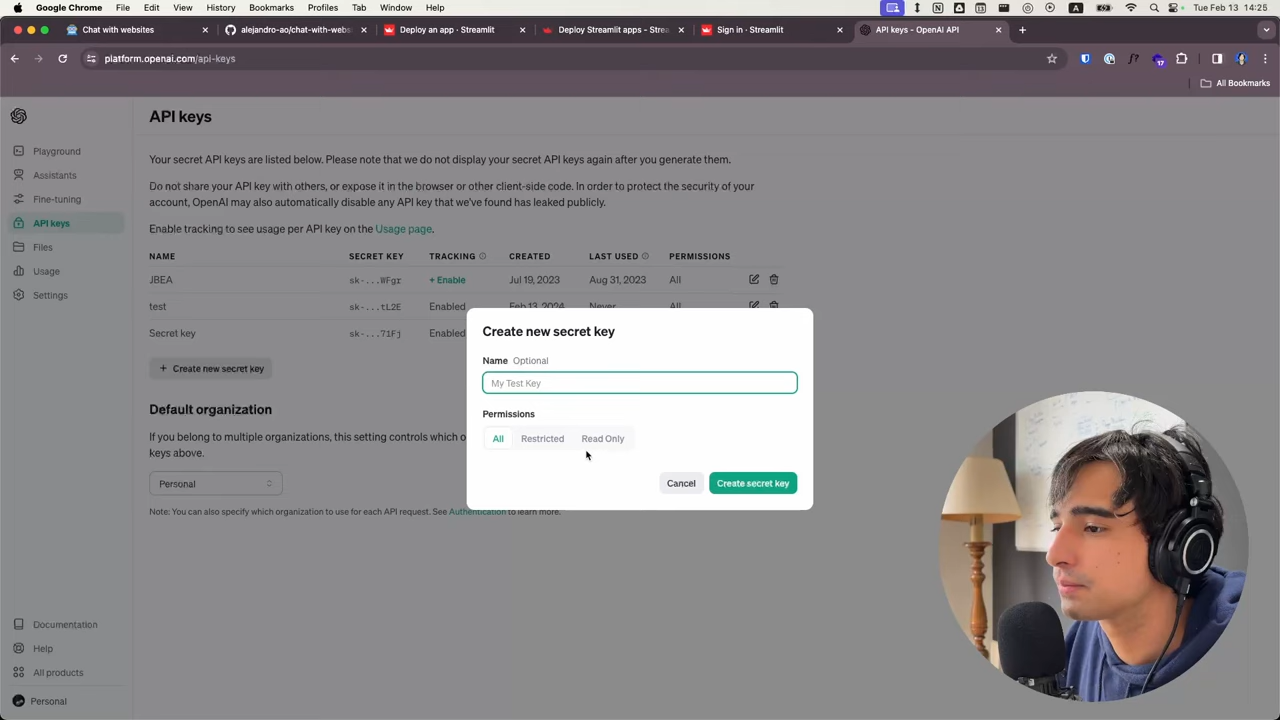 Google Chrome File Edit View History Bookmarks Profiles Tab Window Help Tue Feb 13 14:25
Chat with websites
alejandro-ao/chat-with-webs
Deploy an app · Streamlit
Deploy Streamlit apps - Strea
Sign in · Streamlit
API keys - OpenAI API
platform.openai.com/api-keys
17
All Bookmarks
API keys
Playground
Assistants
Fine-tuning
API keys
Files
Usage
Settings
Your secret API keys are listed below. Please note that we do not display your secret API keys again after you generate them.
Do not share your API key with others, or expose it in the browser or other client-side code. In order to protect the security of your
account, OpenAI may also automatically disable any API key that we've found has leaked publicly.
Enable tracking to see usage per API key on the Usage page.
NAME SECRET KEY TRACKING CREATED LAST USED PERMISSIONS
JBEA sk-...WFgr + Enable Jul 19, 2023 Aug 31, 2023 All
test sk-...tL2E Enabled Feb 13, 2024 Never All
Secret key sk-...71Fj Enabled
+ Create new secret key
Default organization
If you belong to multiple organizations, this setting controls which o
keys above.
Personal
Note: You can also specify which organization to use for each API request. See Authentication to learn more.
Create new secret key
Name Optional
My Test Key
Permissions
All Restricted Read Only
Cancel Create secret key
Documentation
Help
All products
Personal